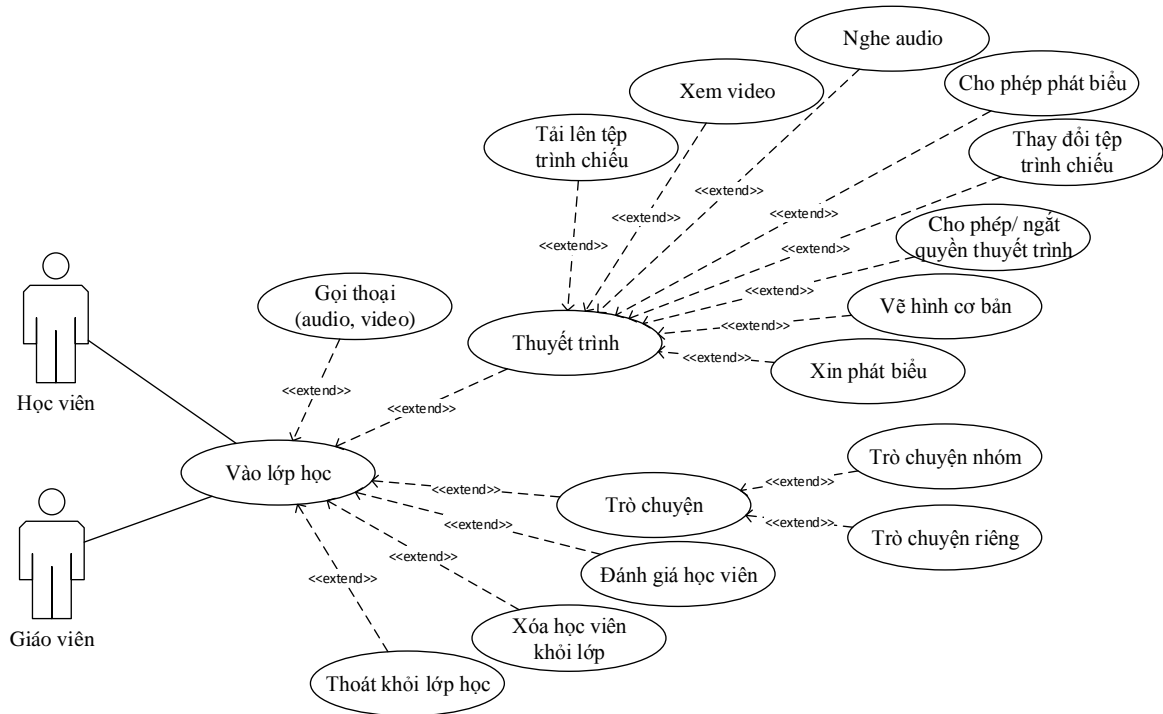 Nghe audio
Xem video
Cho phép phát biểu
Tải lên tệp
trình chiếu
Thay đổi tệp
trình chiếu
<<extend>>
<<extend>>
<<extend>>
<<extend>>
<<extend>>
<<extend>>
Cho phép/ ngắt
quyền thuyết trình
Gọi thoại
(audio, video)
Vẽ hình cơ bản
<<extend>>
Thuyết trình
<<extend>>
Xin phát biểu
Học viên
<<extend>>
<<extend>>
Vào lớp học
Trò chuyện nhóm
<<extend>>
<<extend>>
Trò chuyện
<<extend>>
<<extend>>
Trò chuyện riêng
<<extend>>
<<extend>>
Đánh giá học viên
<<extend>>
Giáo viên
Xóa học viên
khỏi lớp
Thoát khỏi lớp học